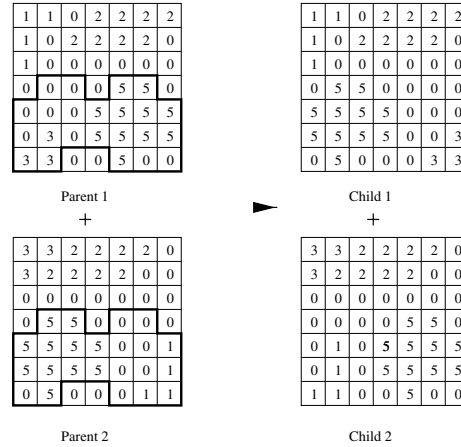 1 1 0 2 2 2 2
1 0 2 2 2 2 0
1 0 0 0 0 0 0
0 0 0 0 5 5 0
0 0 0 5 5 5 5
0 3 0 5 5 5 5
3 3 0 0 5 0 0
Parent 1
+
3 3 2 2 2 2 0
3 2 2 2 2 0 0
0 0 0 0 0 0 0
0 5 5 0 0 0 0
5 5 5 5 0 0 1
5 5 5 5 0 0 1
0 5 0 0 0 1 1
Parent 2
1 1 0 2 2 2 2
1 0 2 2 2 2 0
1 0 0 0 0 0 0
0 5 5 0 0 0 0
5 5 5 5 0 0 0
5 5 5 5 0 0 3
0 5 0 0 0 3 3
Child 1
+
3 3 2 2 2 2 0
3 2 2 2 2 0 0
0 0 0 0 0 0 0
0 0 0 0 5 5 0
0 1 0 5 5 5 5
0 1 0 5 5 5 5
1 1 0 0 5 0 0
Child 2